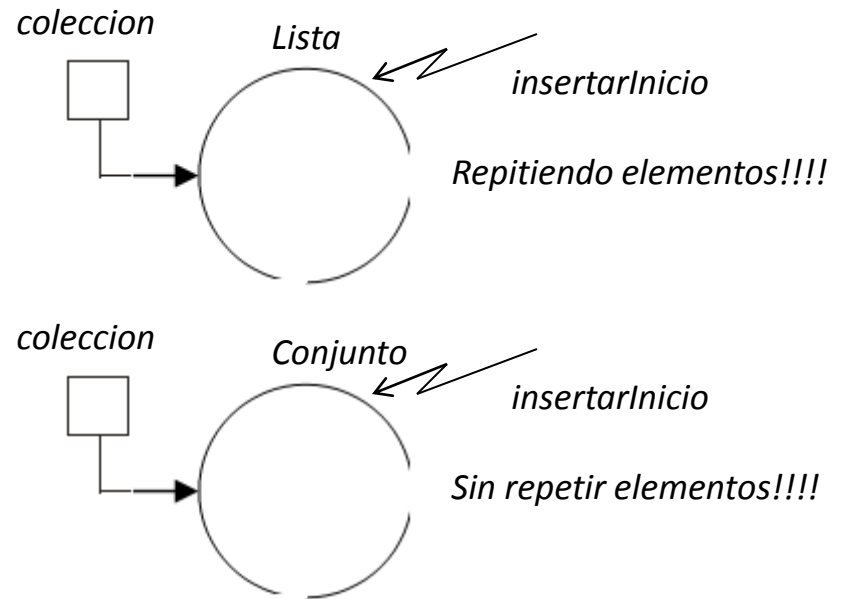 coleccion
Lista
insertarInicio
Repitiendo elementos!!!!
coleccion
Conjunto
insertarInicio
Sin repetir elementos!!!!